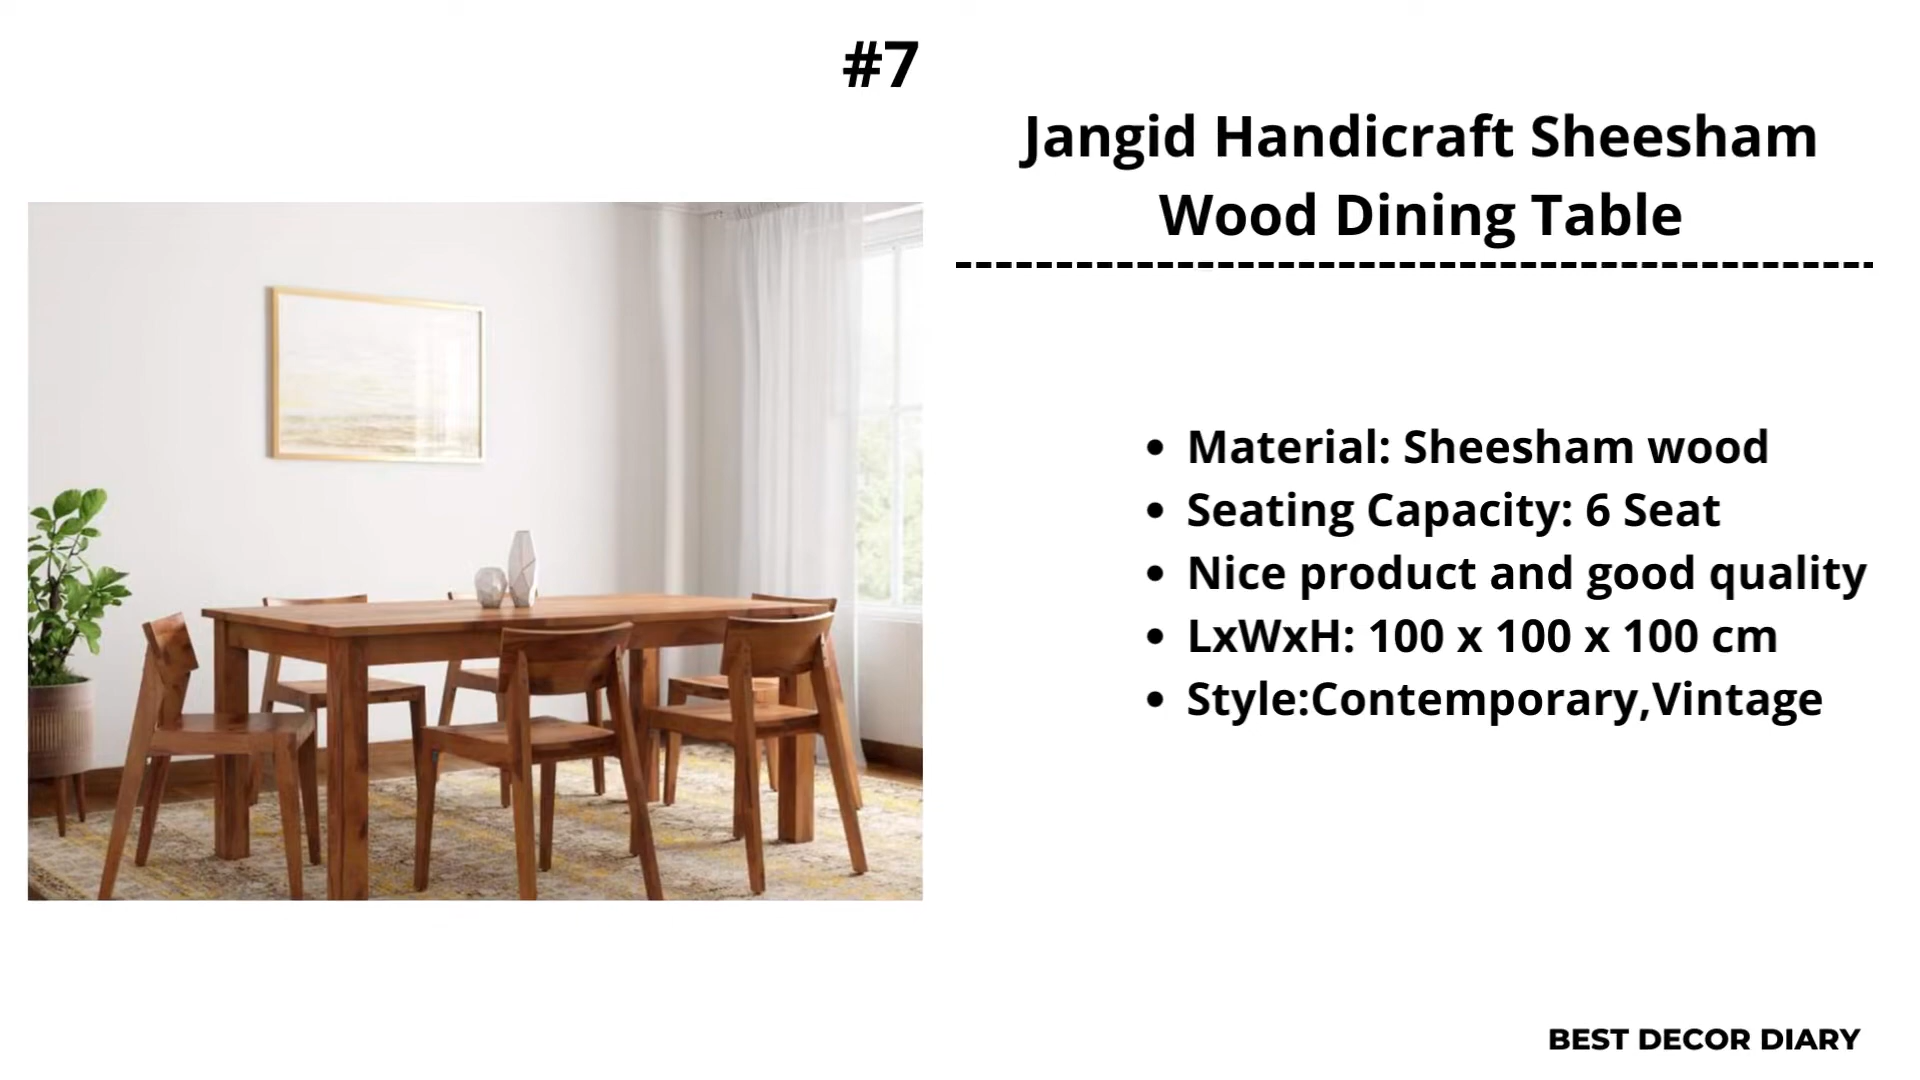 #7
Jangid Handicraft Sheesham
Wood Dining Table
• Material: Sheesham wood
• Seating Capacity: 6 Seat
• Nice product and good quality
• LxWxH: 100 x 100 x 100 cm
• Style:Contemporary,Vintage
BEST DECOR DIARY